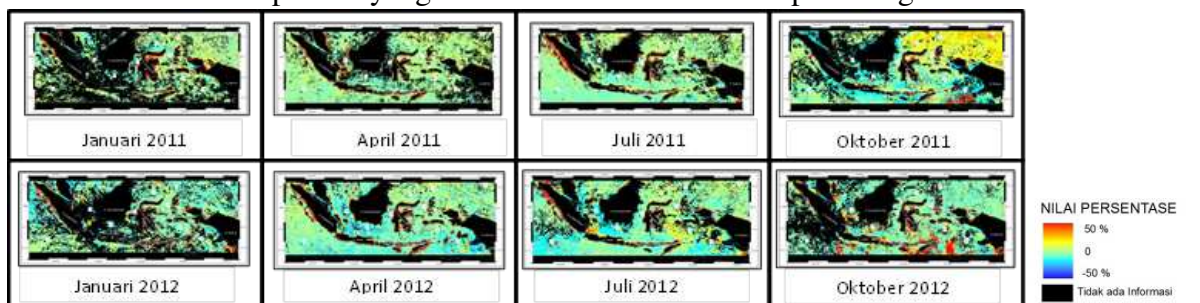 Januari 2011
April 2011
Juli 2011
Oktober 2011
Januari 2012
April 2012
Juli 2012
Oktober 2012
NILAI PERSENTASE
50 %
0
-50 %
Tidak ada Informasi